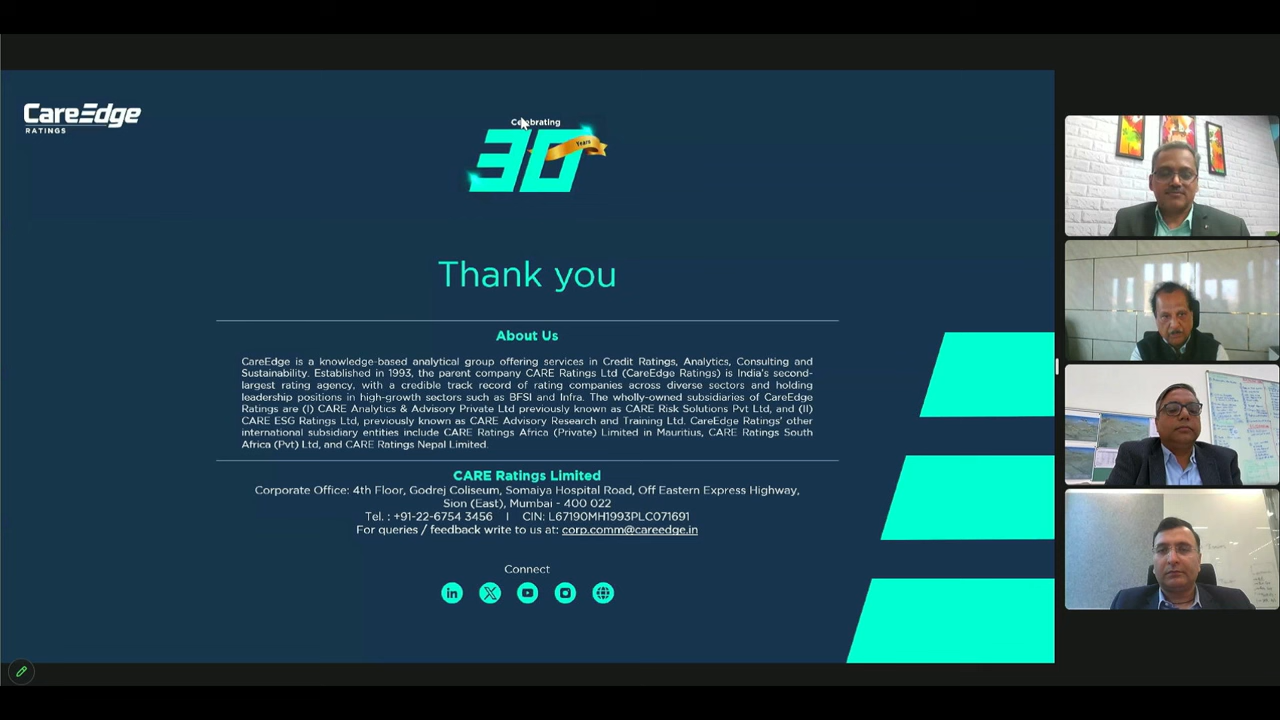 CareEdge
RATINGS
Celebrating
30
Years
Thank you
About Us
CareEdge is a knowledge-based analytical group offering services in Credit Ratings, Analytics, Consulting and
Sustainability. Established in 1993, the parent company CARE Ratings Ltd (CareEdge Ratings) is India's second-
largest rating agency, with a credible track record of rating companies across diverse sectors and holding
leadership positions in high-growth sectors such as BFSI and Infra. The wholly-owned subsidiaries of CareEdge
Ratings are (I) CARE Analytics & Advisory Private Ltd previously known as CARE Risk Solutions Pvt Ltd, and (II)
CARE ESG Ratings Ltd, previously known as CARE Advisory Research and Training Ltd. CareEdge Ratings' other
international subsidiary entities include CARE Ratings Africa (Private) Limited in Mauritius, CARE Ratings South
Africa (Pvt) Ltd, and CARE Ratings Nepal Limited.
CARE Ratings Limited
Corporate Office: 4th Floor, Godrej Coliseum, Somaiya Hospital Road, Off Eastern Express Highway,
Sion (East), Mumbai - 400 022
Tel. : +91-22-6754 3456 I CIN: L67190MH1993PLC071691
For queries / feedback write to us at: corp.comm@careedge.in
Connect